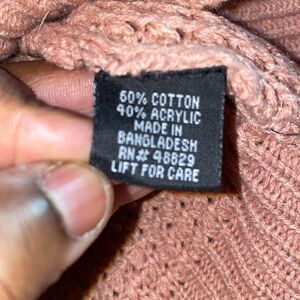 60% COTTON
40% ACRYLIC
MADE IN
BANGLADESH
RN# 48829
LIFT FOR CARE